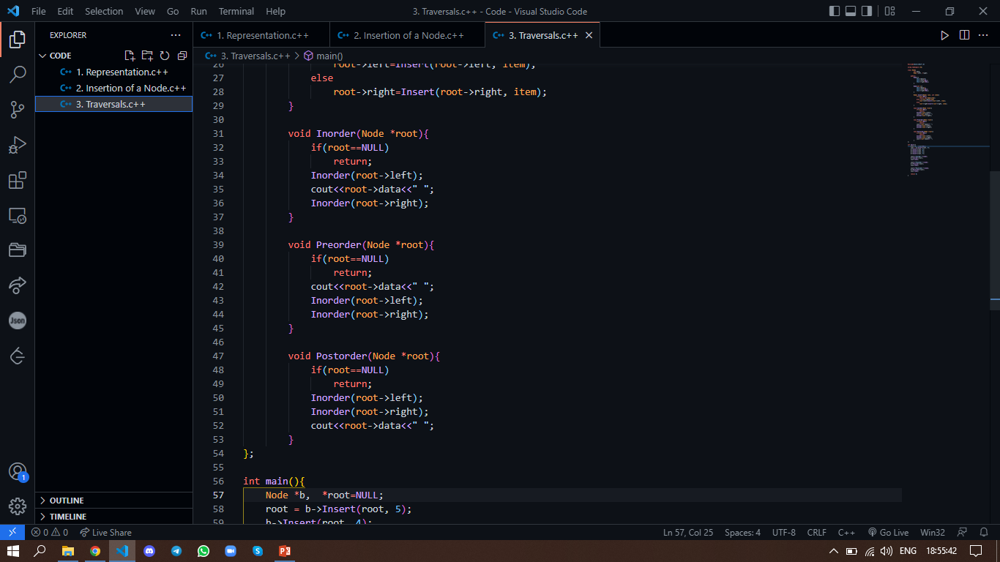 File Edit Selection View Go Run Terminal Help 3. Traversals.c++ - Code - Visual Studio Code
EXPLORER
1. Representation.c++ 2. Insertion of a Node.c++ 3. Traversals.c++
CODE
3. Traversals.c++ > main()
1. Representation.c++
2. Insertion of a Node.c++
3. Traversals.c++
26 root->left=Insert(root->left, item);
27 else
28 root->right=Insert(root->right, item);
29 }
30
31 void Inorder(Node *root){
32 if(root==NULL)
33 return;
34 Inorder(root->left);
35 cout<<root->data<<" ";
36 Inorder(root->right);
37 }
38
39 void Preorder(Node *root){
40 if(root==NULL)
41 return;
42 cout<<root->data<<" ";
43 Inorder(root->left);
44 Inorder(root->right);
45 }
46
47 void Postorder(Node *root){
48 if(root==NULL)
49 return;
50 Inorder(root->left);
51 Inorder(root->right);
52 cout<<root->data<<" ";
53 }
54 };
55
56 int main(){
57 Node *b, *root=NULL;
58 root = b->Insert(root, 5);
59 b->Insert(root, 4);
Json
1
OUTLINE
TIMELINE
0 0 Live Share Ln 57, Col 25 Spaces: 4 UTF-8 CRLF C++ Go Live Win32
ENG 18:55:42